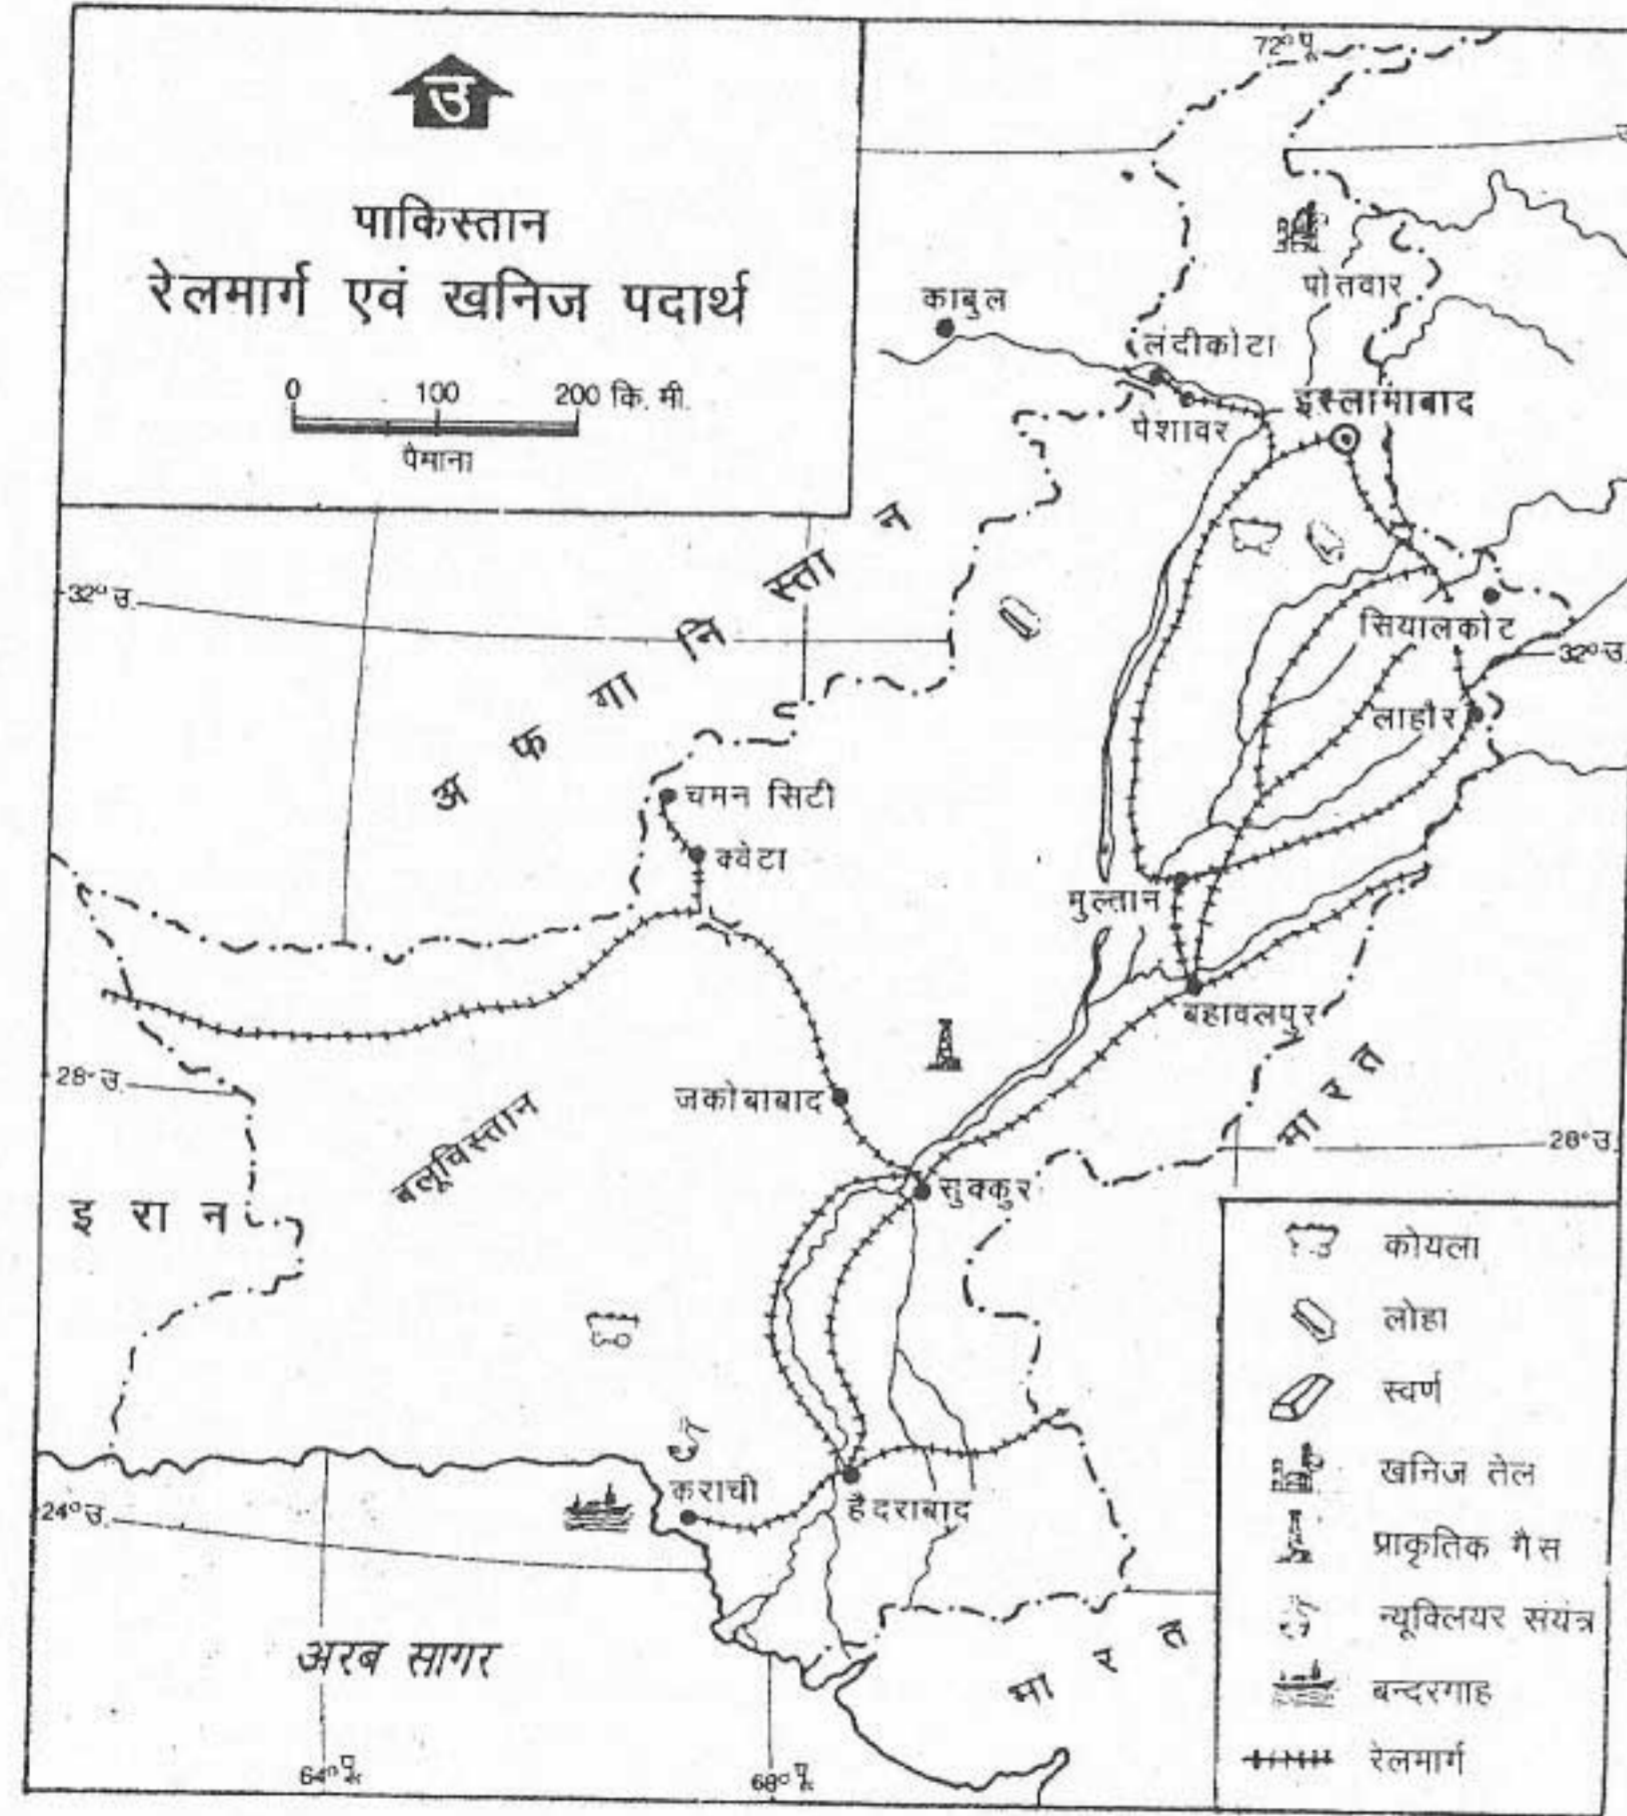 उ
पाकिस्तान
रेलमार्ग एवं खनिज पदार्थ
0 100 200 कि. मी.
पैमाना
72° पू
पोतवार
काबुल
लंदीकोटा
इस्लामाबाद
पेशावर
अ फ गा नि स्ता न
32° उ.
सियालकोट
32° उ.
लाहौर
चमन सिटी
क्वेटा
मुल्तान
बहावलपुर
28° उ.
जकोबाबाद
भा र त
28° उ.
बलूचिस्तान
सुक्कुर
इ रा न
कराची
हैदराबाद
24° उ.
अरब सागर
भा र त
64° पू.
68° पू.
कोयला
लोहा
स्वर्ण
खनिज तेल
प्राकृतिक गैस
न्यूक्लियर संयंत्र
बन्दरगाह
रेलमार्ग